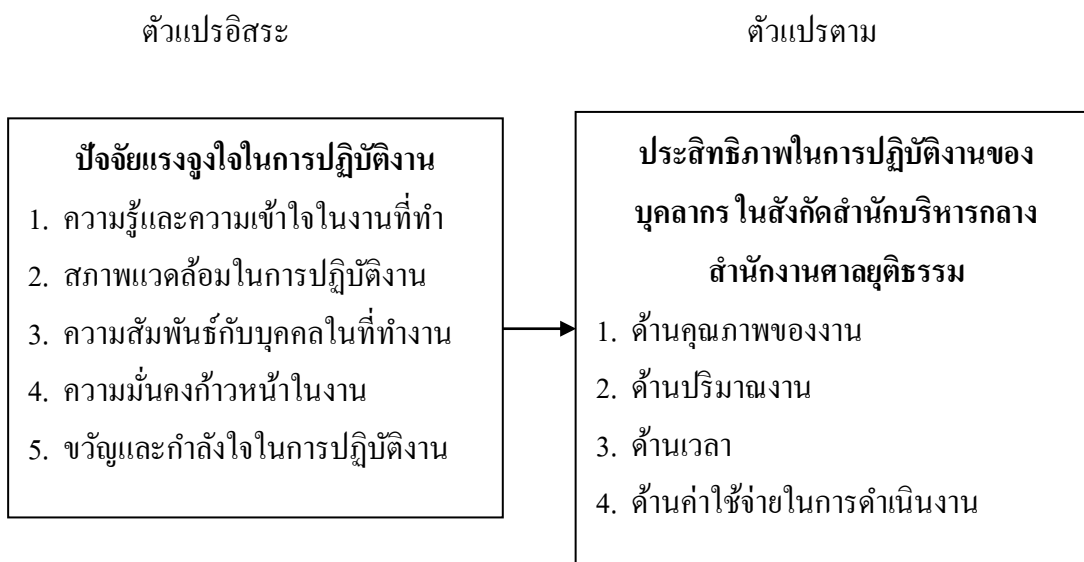 ตัวแปรอิสระ
ตัวแปรตาม
ปัจจัยแรงจูงใจในการปฏิบัติงาน
1. ความรู้และความเข้าใจในงานที่ทำ
2. สภาพแวดล้อมในการปฏิบัติงาน
3. ความสัมพันธ์กับบุคคลในที่ทำงาน
4. ความมั่นคงก้าวหน้าในงาน
5. ขวัญและกำลังใจในการปฏิบัติงาน
ประสิทธิภาพในการปฏิบัติงานของ
บุคลากร ในสังกัดสำนักบริหารกลาง
สำนักงานศาลยุติธรรม
1. ด้านคุณภาพของงาน
2. ด้านปริมาณงาน
3. ด้านเวลา
4. ด้านค่าใช้จ่ายในการดำเนินงาน